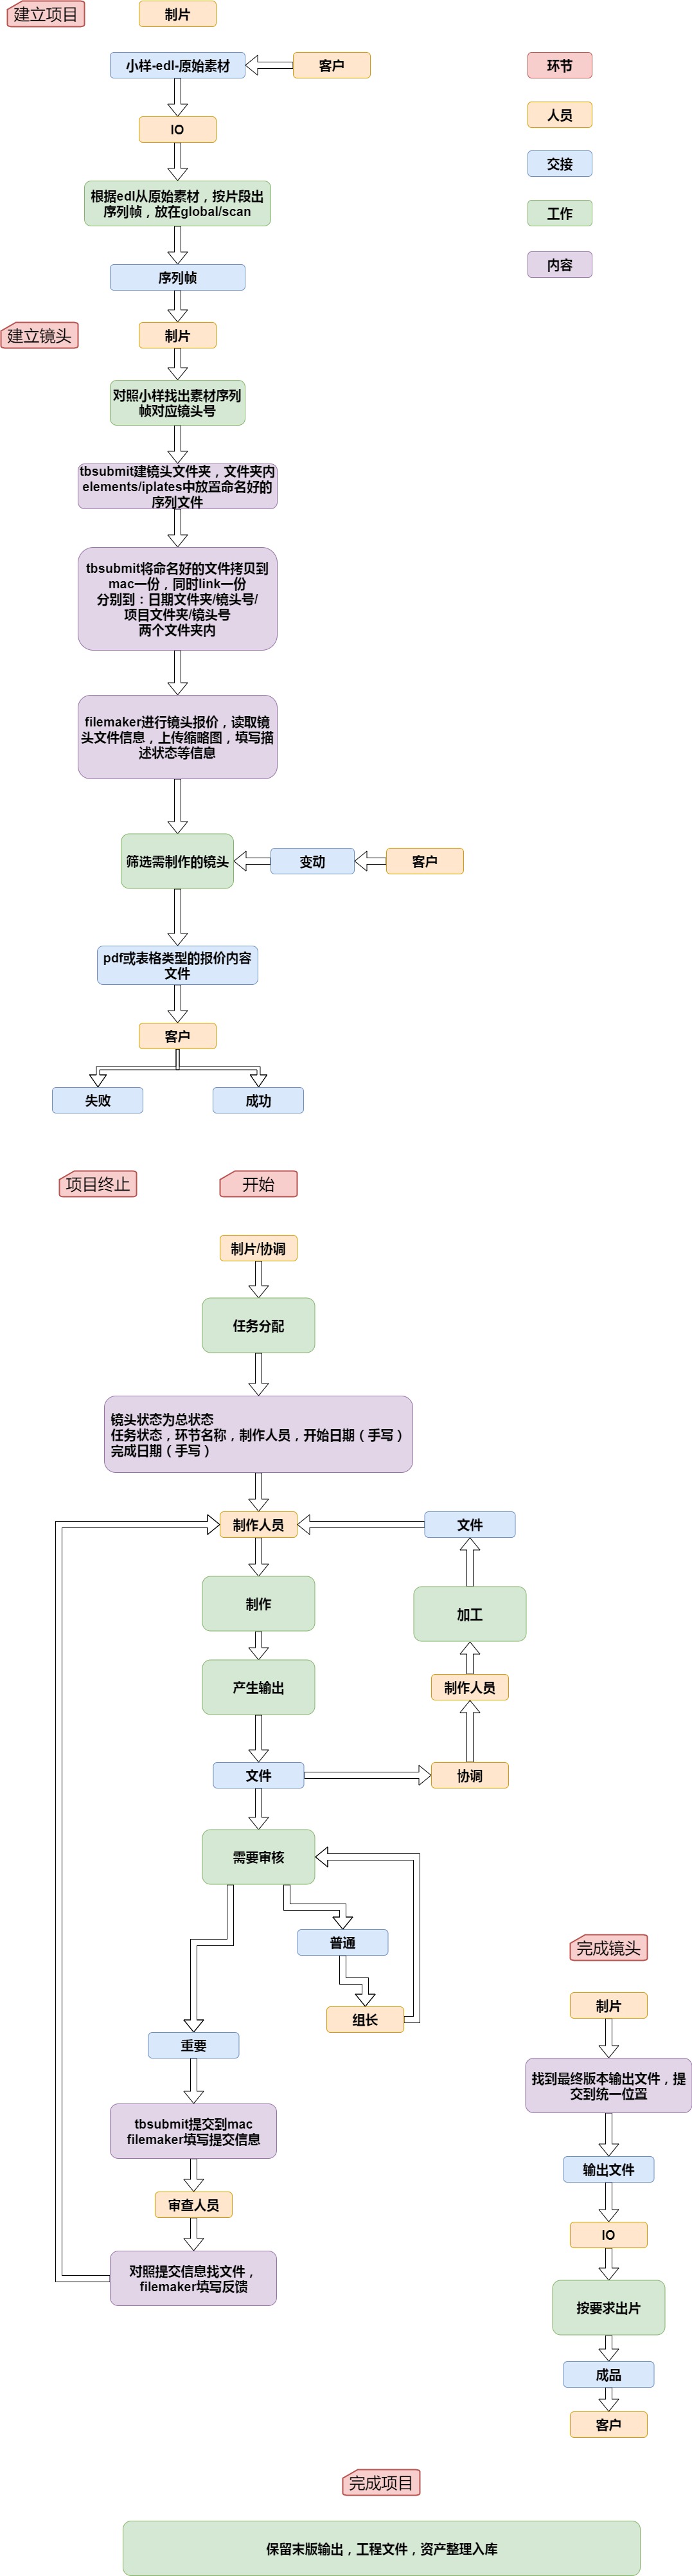 建立项目
制片
小样-edl-原始素材
客户
环节
IO
人员
交接
根据edl从原始素材，按片段出
序列帧，放在global/scan
工作
序列帧
内容
建立镜头
制片
对照小样找出素材序列
帧对应镜头号
tbsubmit建镜头文件夹，文件夹内
elements/iplates中放置命名好的
序列文件
tbsubmit将命名好的文件拷贝到
mac一份，同时link一份
分别到：日期文件夹/镜头号/
项目文件夹/镜头号
两个文件夹内
filemaker进行镜头报价，读取镜
头文件信息，上传缩略图，填写描
述状态等信息
筛选需制作的镜头
变动
客户
pdf或表格类型的报价内容
文件
客户
失败
成功
项目终止
开始
制片/协调
任务分配
镜头状态为总状态
任务状态，环节名称，制作人员，开始日期（手写）
完成日期（手写）
制作人员
文件
制作
加工
产生输出
制作人员
文件
协调
需要审核
普通
组长
重要
tbsubmit提交到mac
filemaker填写提交信息
审查人员
对照提交信息找文件，
filemaker填写反馈
完成镜头
制片
找到最终版本输出文件，提
交到统一位置
输出文件
IO
按要求出片
成品
客户
完成项目
保留末版输出，工程文件，资产整理入库